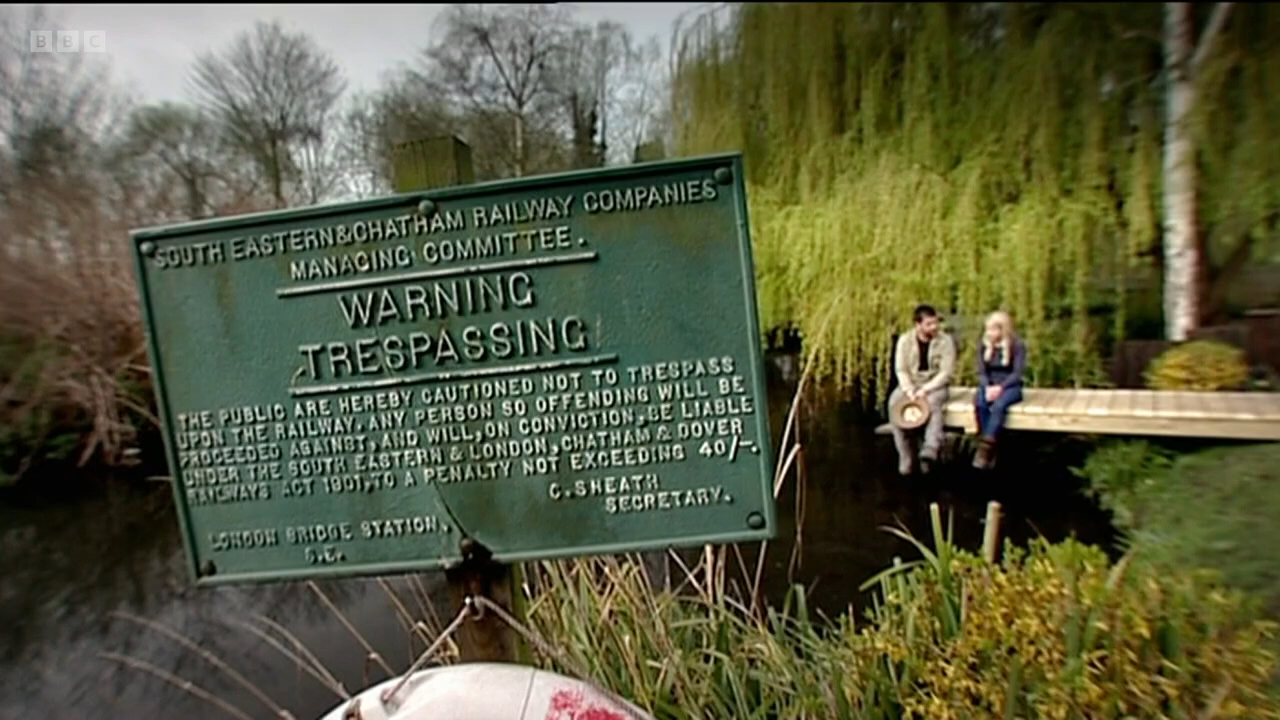 BBC
SOUTH EASTERN & CHATHAM RAILWAY COMPANIES
MANAGING COMMITTEE.
WARNING
TRESPASSING
THE PUBLIC ARE HEREBY CAUTIONED NOT TO TRESPASS
UPON THE RAILWAY. ANY PERSON SO OFFENDING WILL BE
PROCEEDED AGAINST, AND WILL, ON CONVICTION, BE LIABLE
UNDER THE SOUTH EASTERN & LONDON, CHATHAM & DOVER
RAILWAYS ACT 1901, TO A PENALTY NOT EXCEEDING 40/-.
C. SHEATH
SECRETARY.
LONDON BRIDGE STATION,
S.E.